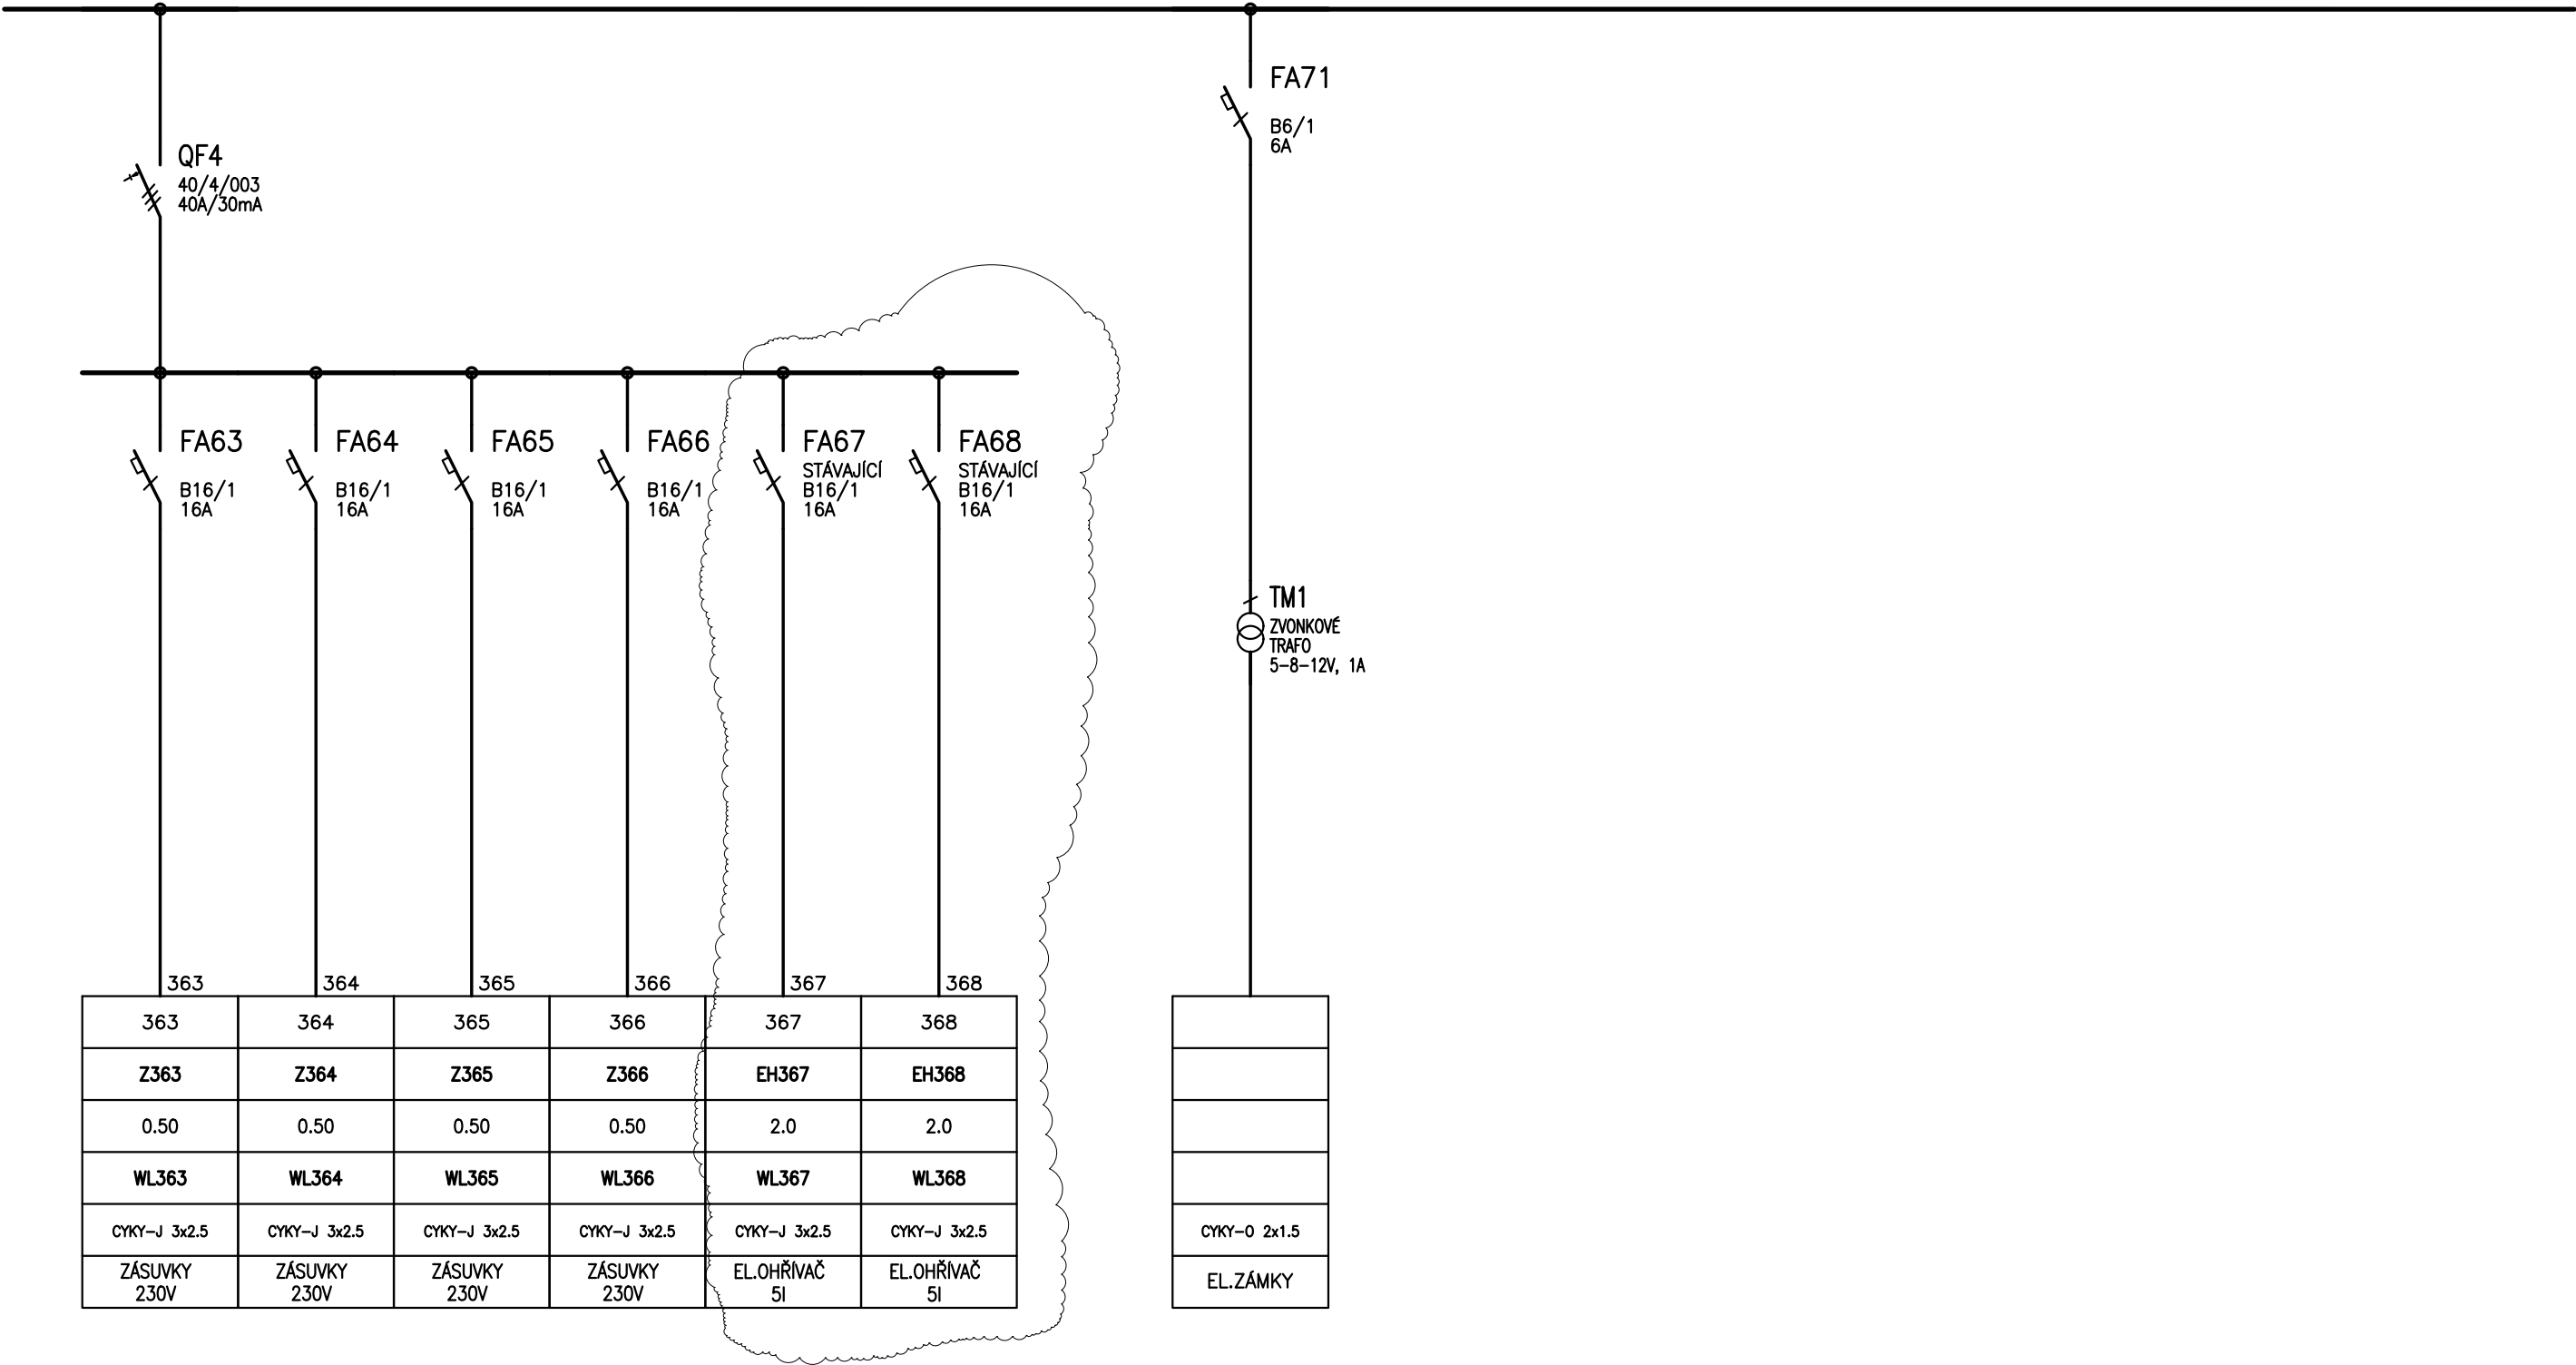 FA71
B6/1
6A
QF4
40/4/003
40A/30mA
FA63
B16/1
16A
FA64
B16/1
16A
FA65
B16/1
16A
FA66
B16/1
16A
FA67
STÁVAJÍCÍ
B16/1
16A
FA68
STÁVAJÍCÍ
B16/1
16A
TM1
ZVONKOVÉ
TRAFO
5-8-12V, 1A
363 364 365 366 367 368
363 364 365 366 367 368
Z363 Z364 Z365 Z366 EH367 EH368
0.50 0.50 0.50 0.50 2.0 2.0
WL363 WL364 WL365 WL366 WL367 WL368
CYKY-J 3x2.5 CYKY-J 3x2.5 CYKY-J 3x2.5 CYKY-J 3x2.5 CYKY-J 3x2.5 CYKY-J 3x2.5 CYKY-O 2x1.5
ZÁSUVKY ZÁSUVKY ZÁSUVKY ZÁSUVKY EL.OHŘÍVAČ EL.OHŘÍVAČ EL.ZÁMKY
230V 230V 230V 230V 5l 5l